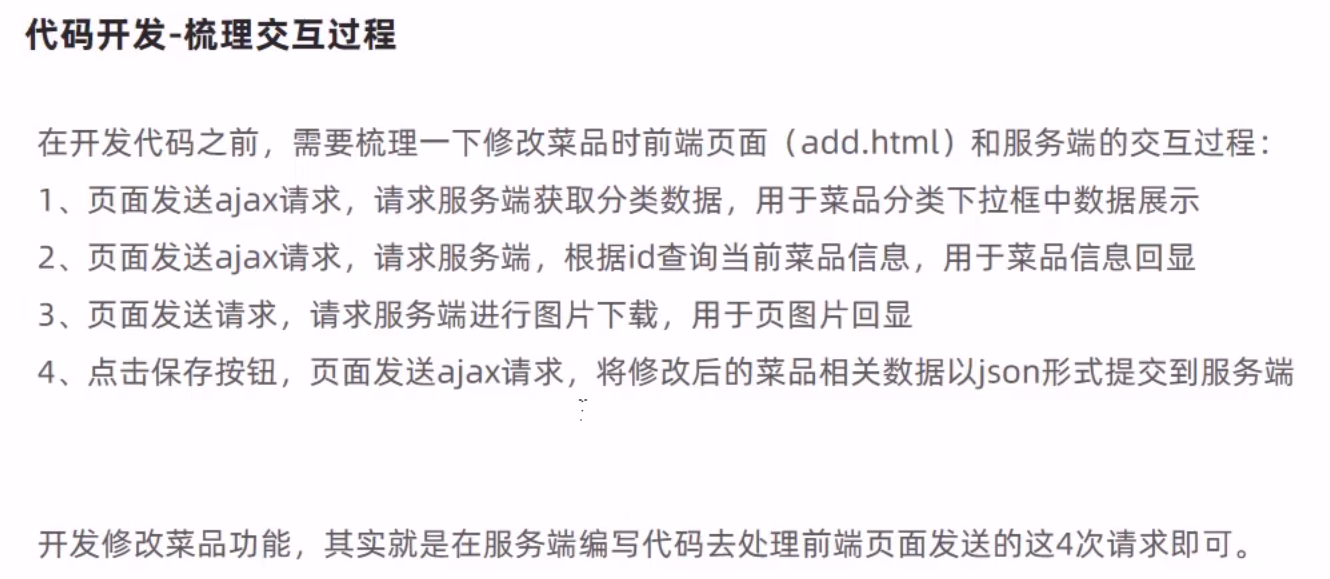 代码开发-梳理交互过程
在开发代码之前，需要梳理一下修改菜品时前端页面（add.html）和服务端的交互过程：
1、页面发送ajax请求，请求服务端获取分类数据，用于菜品分类下拉框中数据展示
2、页面发送ajax请求，请求服务端，根据id查询当前菜品信息，用于菜品信息回显
3、页面发送请求，请求服务端进行图片下载，用于页图片回显
4、点击保存按钮，页面发送ajax请求，将修改后的菜品相关数据以json形式提交到服务端
开发修改菜品功能，其实就是在服务端编写代码去处理前端页面发送的这4次请求即可。